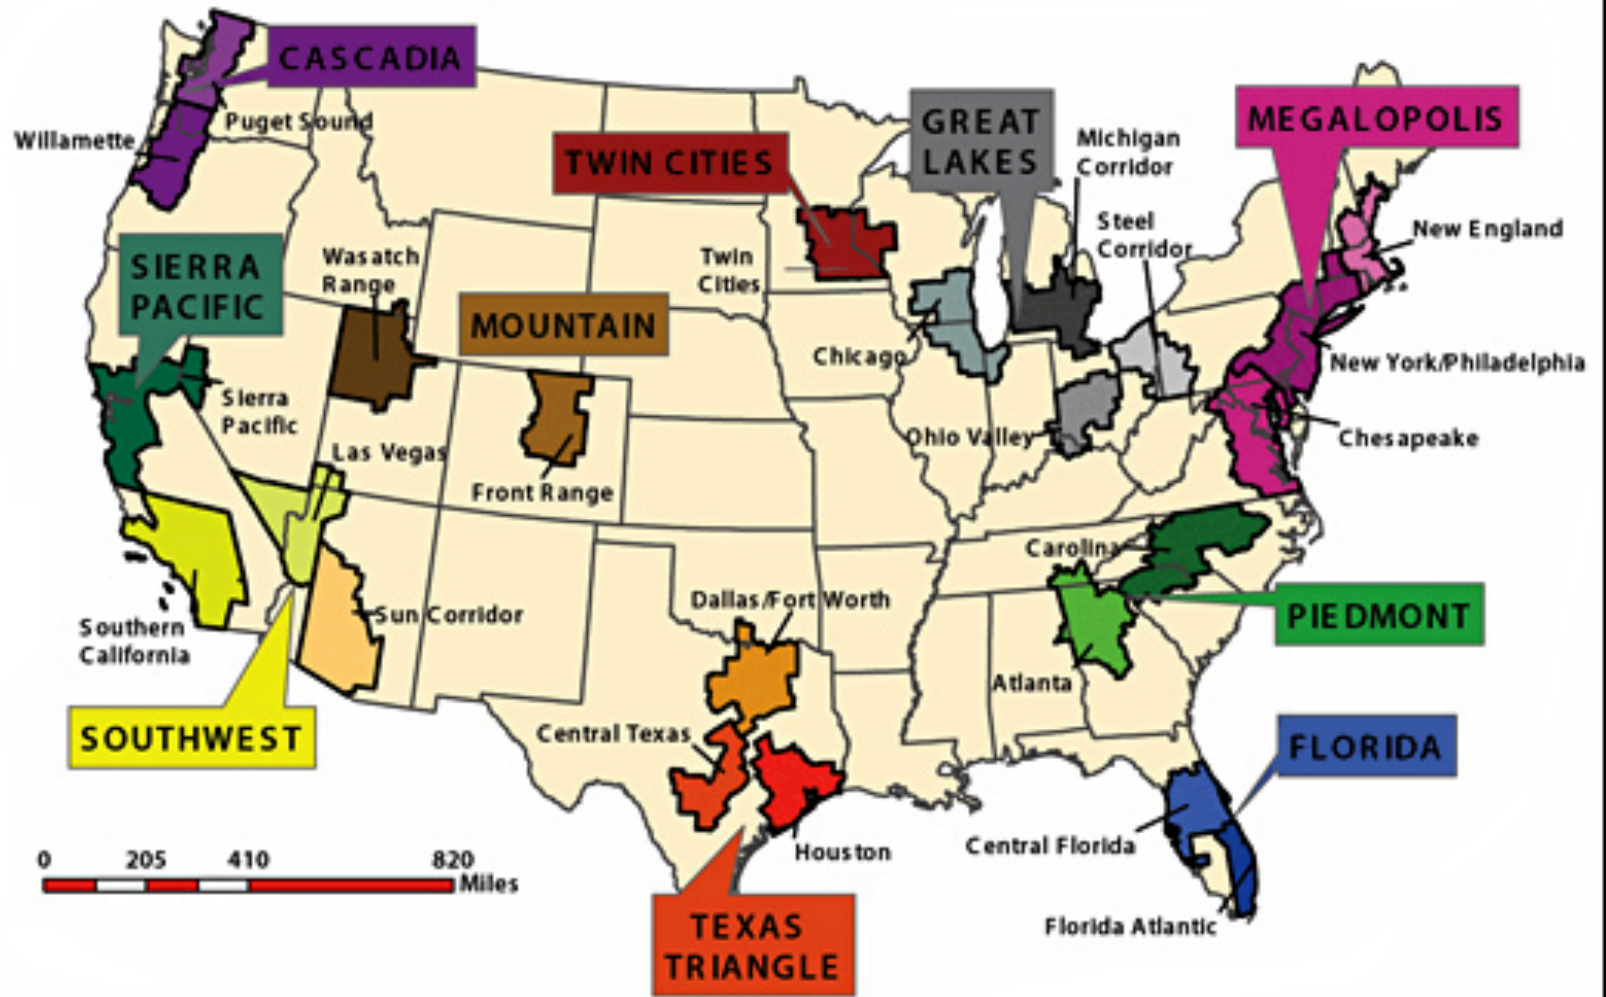 CASCADIA
Willamette
Puget Sound
TWIN CITIES
GREAT
LAKES
Michigan
Corridor
MEGALOPOLIS
Steel
Corridor
New England
SIERRA
PACIFIC
Wasatch
Range
Twin
Cities
MOUNTAIN
Chicago
New York/Philadelphia
Sierra
Pacific
Las Vegas
Front Range
Ohio Valley
Chesapeake
Carolina
Southern
California
Sun Corridor
Dallas/Fort Worth
PIEDMONT
Atlanta
SOUTHWEST
Central Texas
FLORIDA
Central Florida
Houston
0 205 410 820
Miles
TEXAS
TRIANGLE
Florida Atlantic